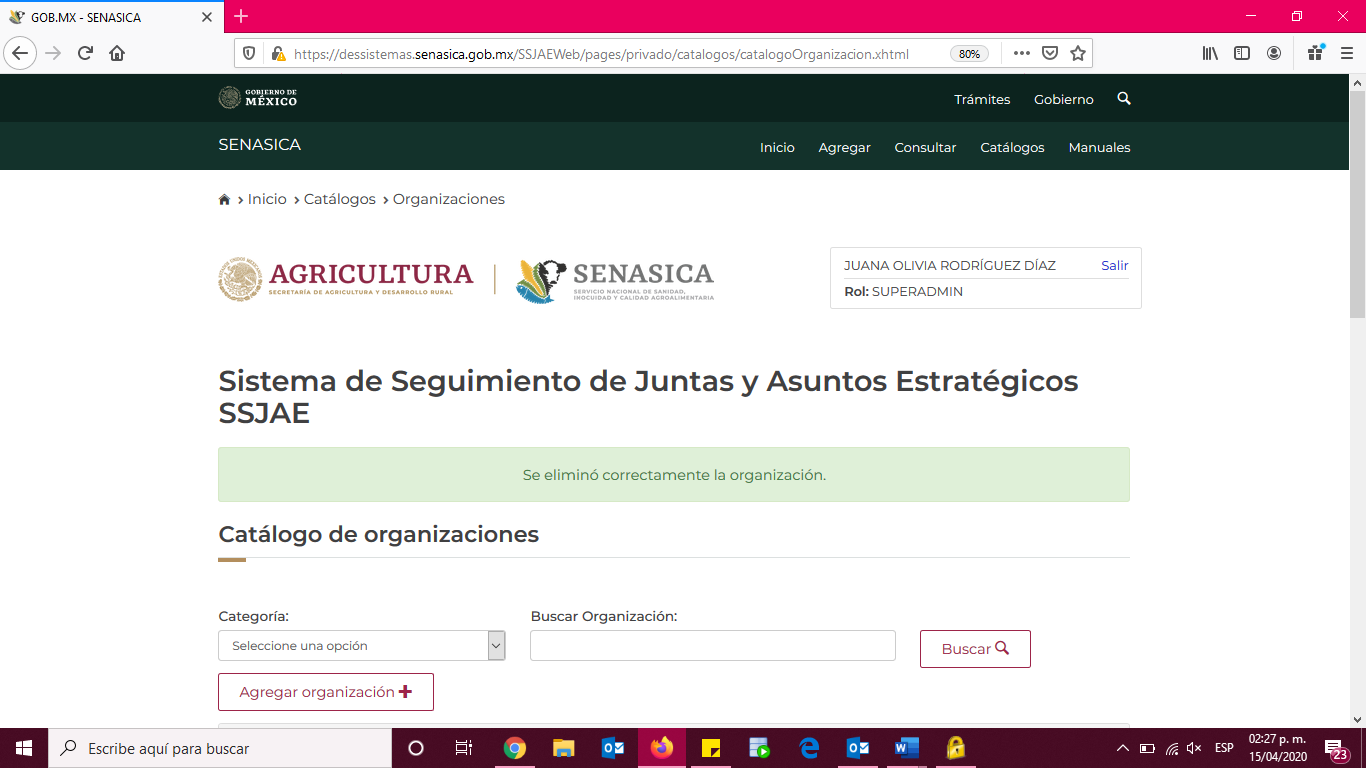 GOB.MX - SENASICA
https://dessistemas.senasica.gob.mx/SSJAEWeb/pages/privado/catalogos/catalogoOrganizacion.xhtml
80%
GOBIERNO DE
MÉXICO
Trámites
Gobierno
SENASICA
Inicio
Agregar
Consultar
Catálogos
Manuales
Inicio > Catálogos > Organizaciones
AGRICULTURA
SECRETARÍA DE AGRICULTURA Y DESARROLLO RURAL
SENASICA
SERVICIO NACIONAL DE SANIDAD,
INOCUIDAD Y CALIDAD AGROALIMENTARIA
JUANA OLIVIA RODRÍGUEZ DÍAZ
Salir
Rol: SUPERADMIN
Sistema de Seguimiento de Juntas y Asuntos Estratégicos
SSJAE
Se eliminó correctamente la organización.
Catálogo de organizaciones
Categoría:
Buscar Organización:
Seleccione una opción
Buscar
Agregar organización
Escribe aquí para buscar
ESP
02:27 p. m.
15/04/2020
23